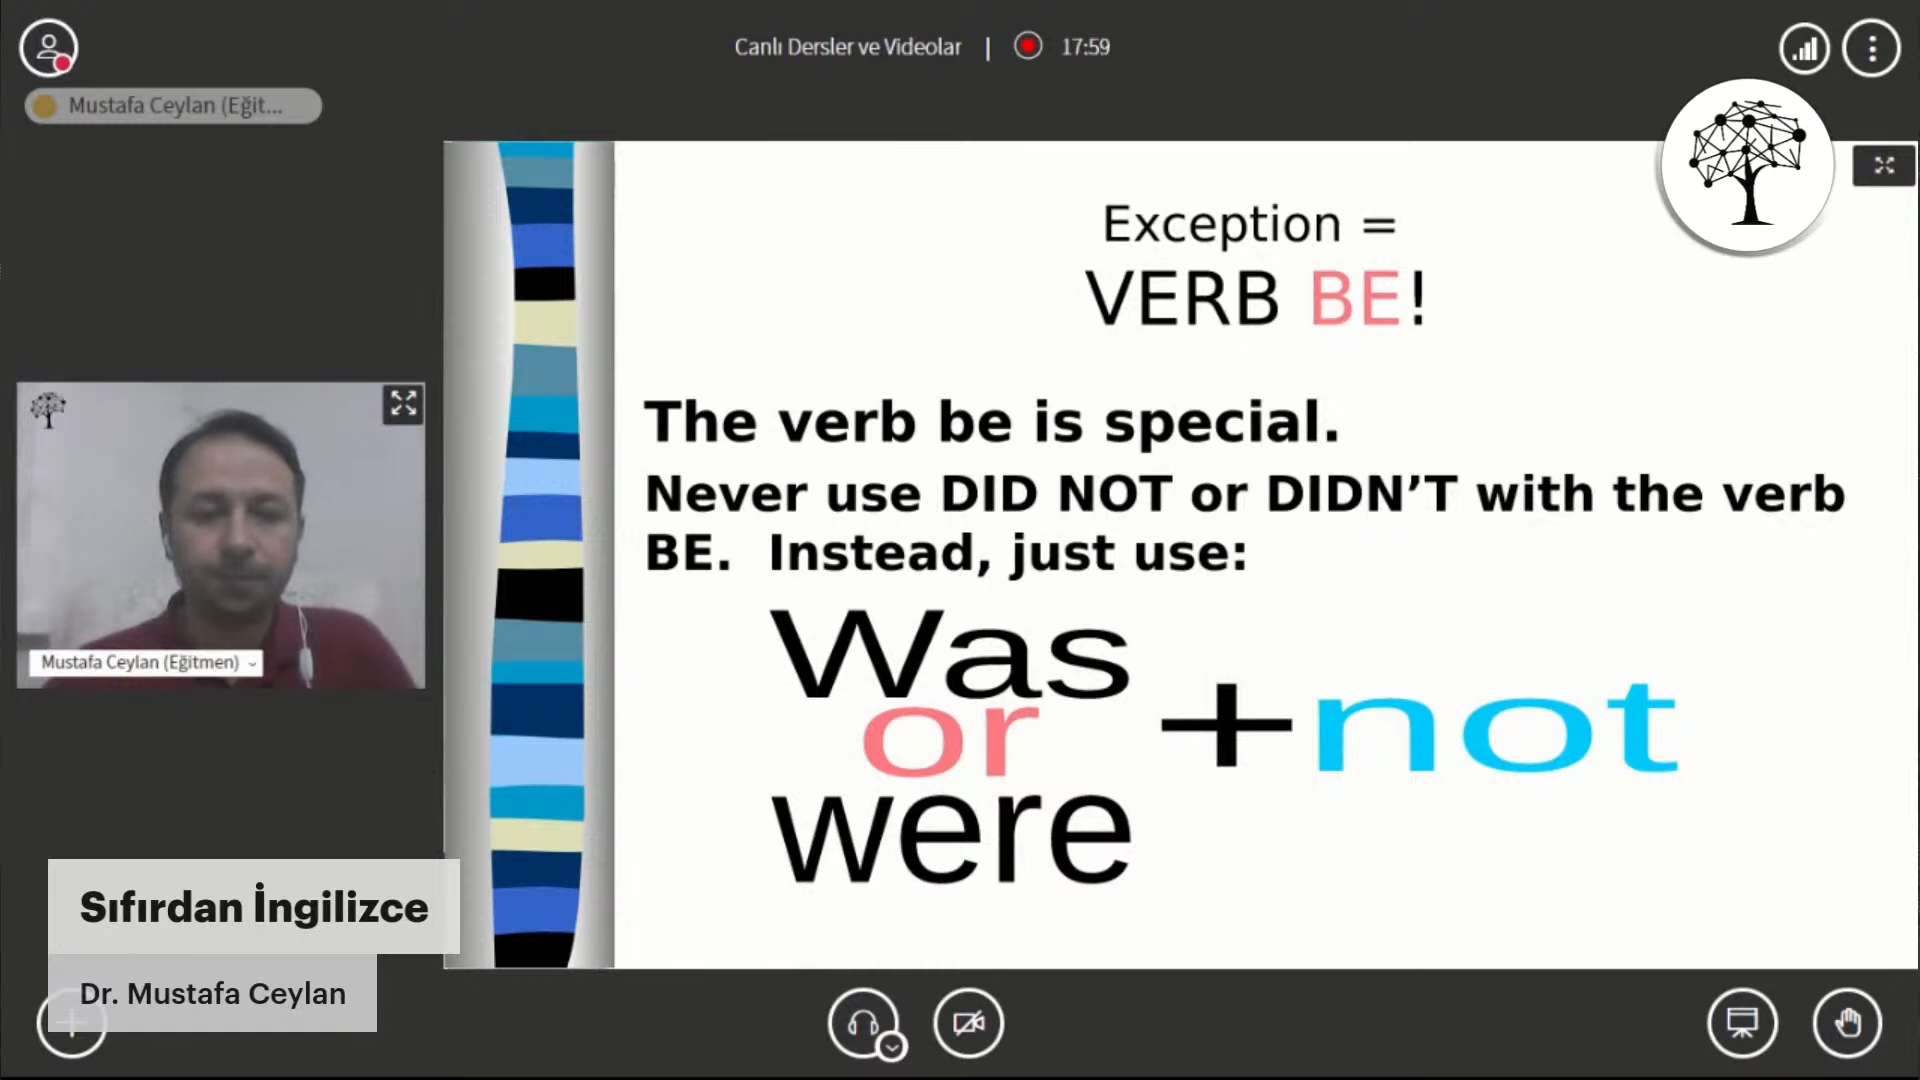 Canlı Dersler ve Videolar | 17:59
Mustafa Ceylan (Eğit...
Exception =
VERB BE!
The verb be is special.
Never use DID NOT or DIDN’T with the verb
BE. Instead, just use:
Was
or
were
+not
Mustafa Ceylan (Eğitmen)
Sıfırdan İngilizce
Dr. Mustafa Ceylan